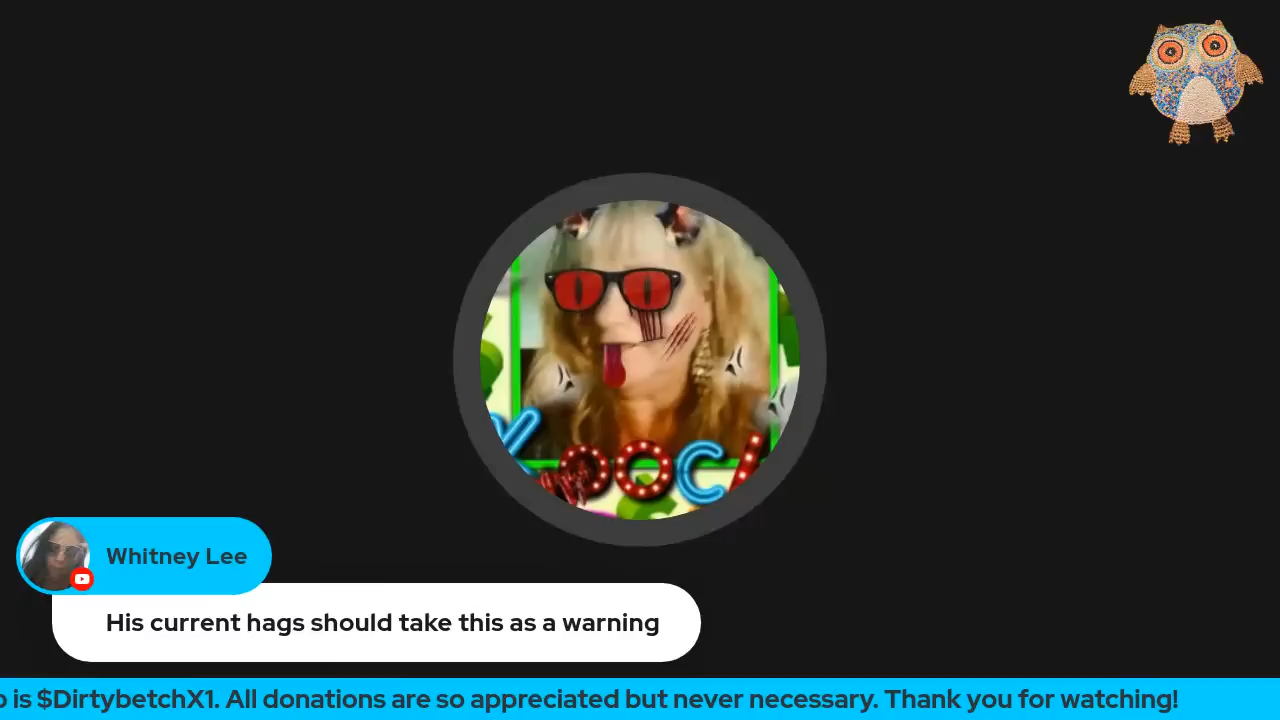 Whitney Lee
His current hags should take this as a warning
is $DirtybetchX1. All donations are so appreciated but never necessary. Thank you for watching!